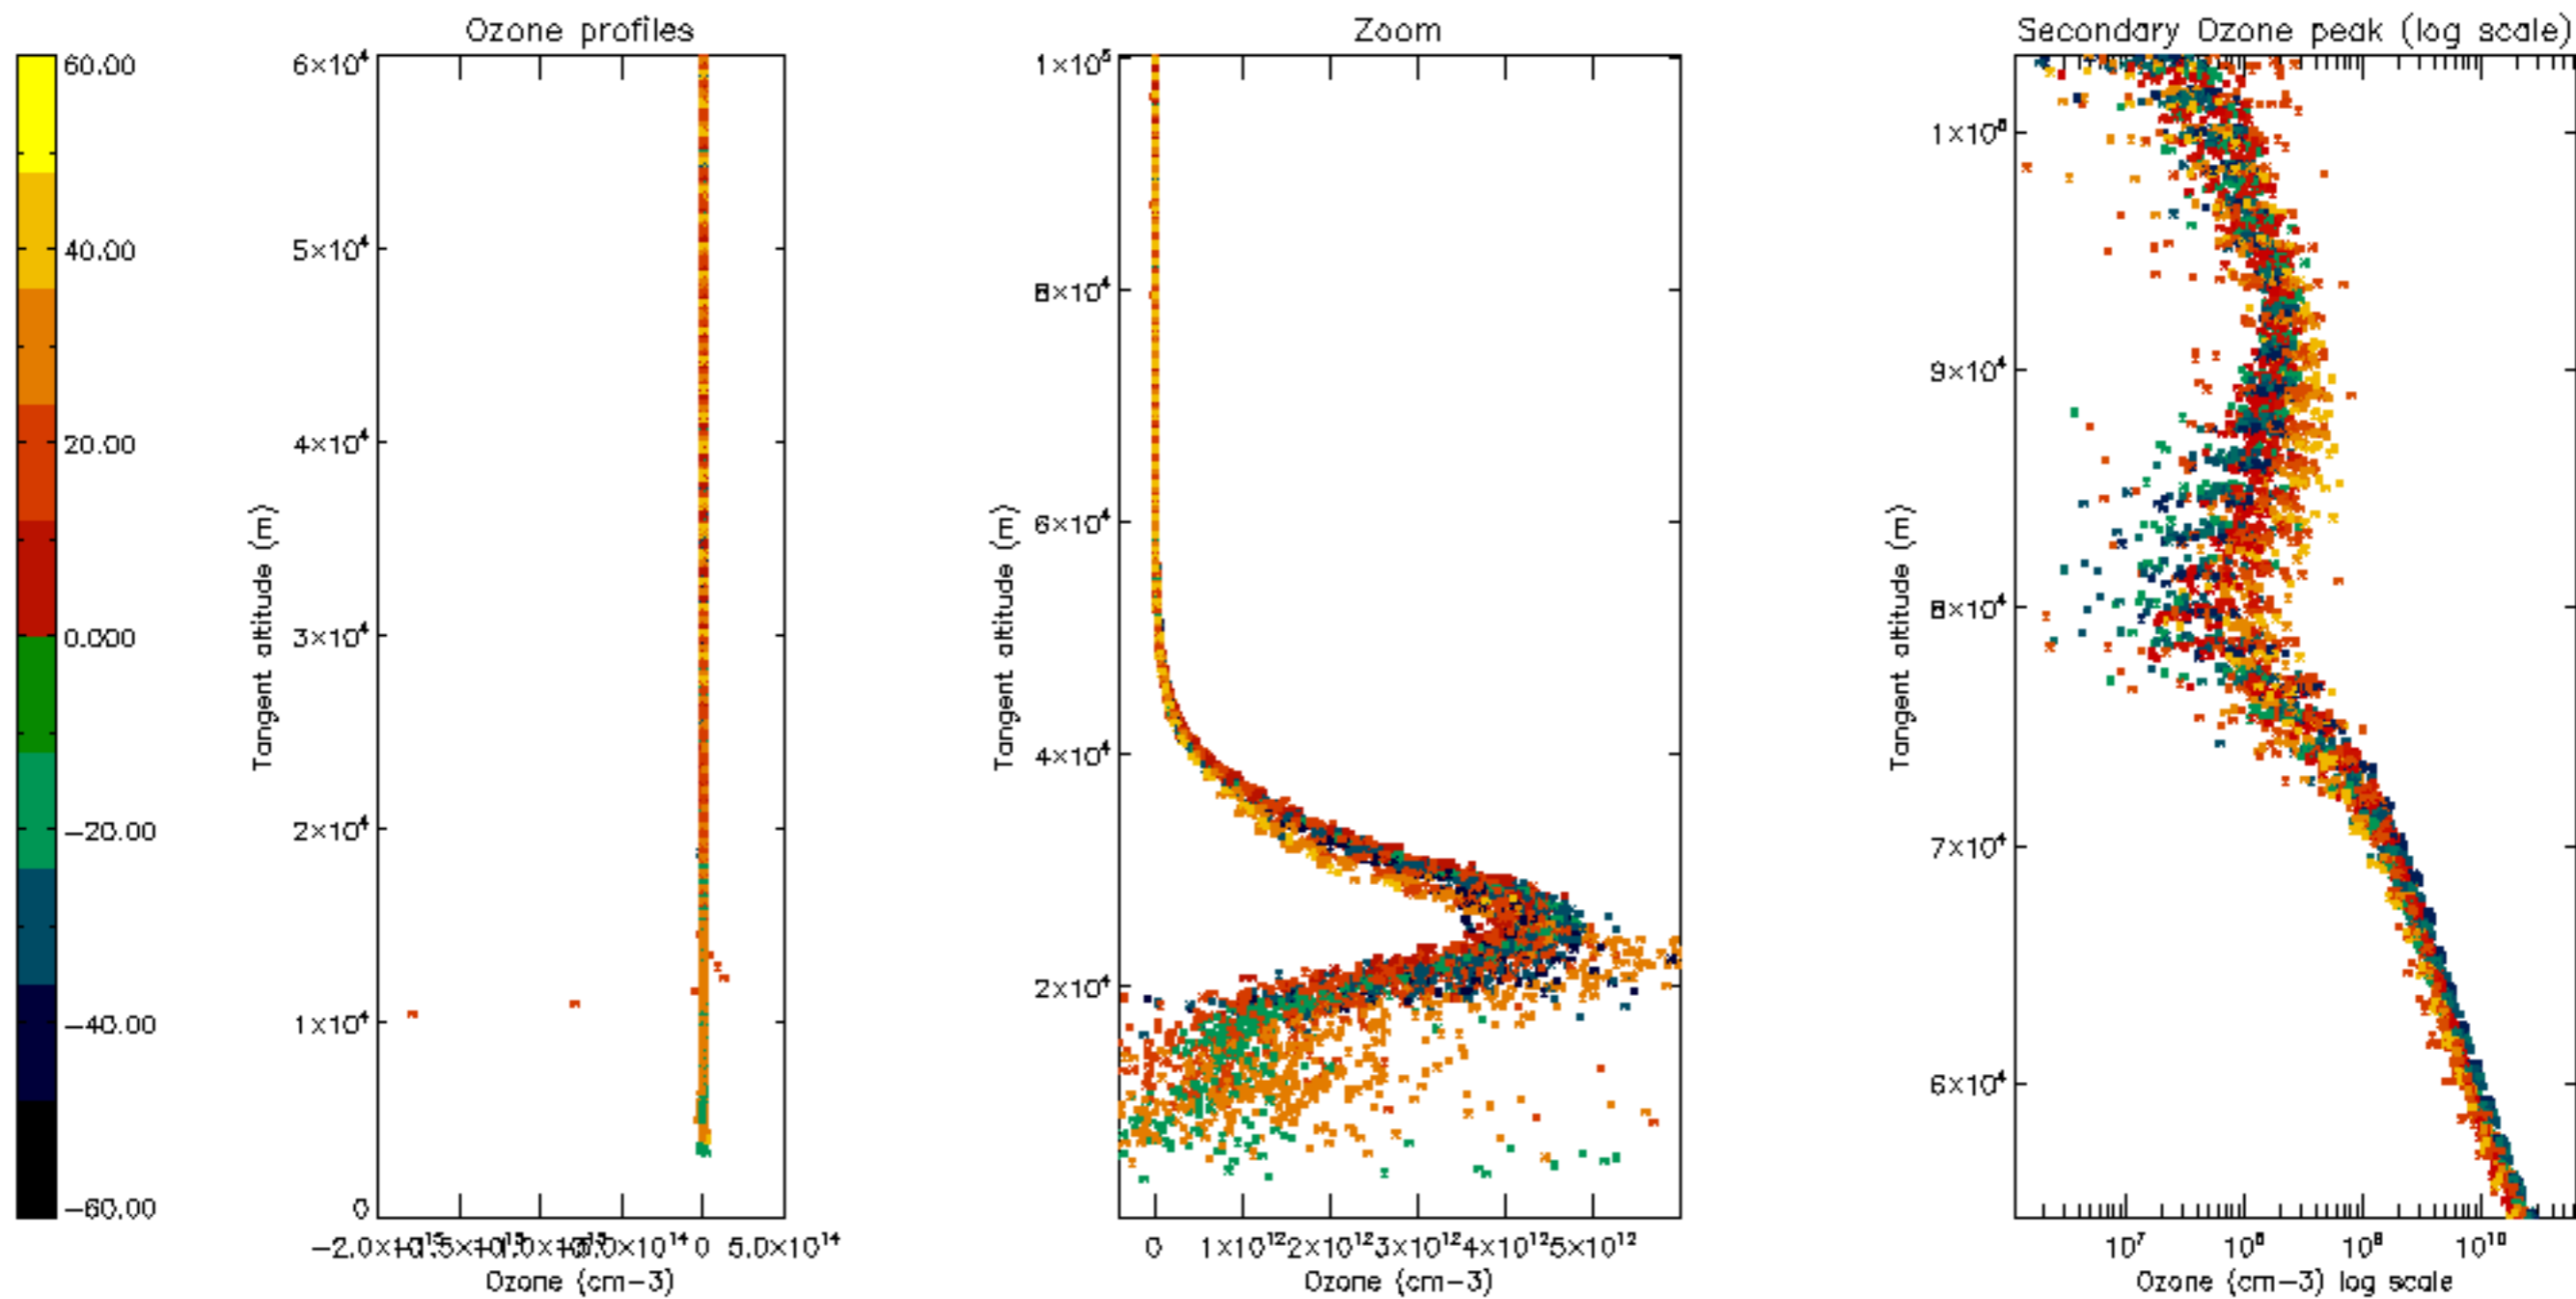 Ozone profiles
Zoom
Secondary Ozone peak (log scale)
60.00
40.00
20.00
0.000
−20.00
−40.00
−60.00
6×10⁴
5×10⁴
4×10⁴
3×10⁴
2×10⁴
1×10⁴
0
Tangent altitude (m)
0 5.0×10¹⁴
Ozone (cm−3)
1×10⁵
8×10⁴
6×10⁴
4×10⁴
2×10⁴
Tangent altitude (m)
0 1×10¹² 2×10¹² 3×10¹² 4×10¹² 5×10¹²
Ozone (cm−3)
1×10⁵
9×10⁴
8×10⁴
7×10⁴
6×10⁴
Tangent altitude (m)
10⁷ 10⁸ 10⁹ 10¹⁰
Ozone (cm−3) log scale